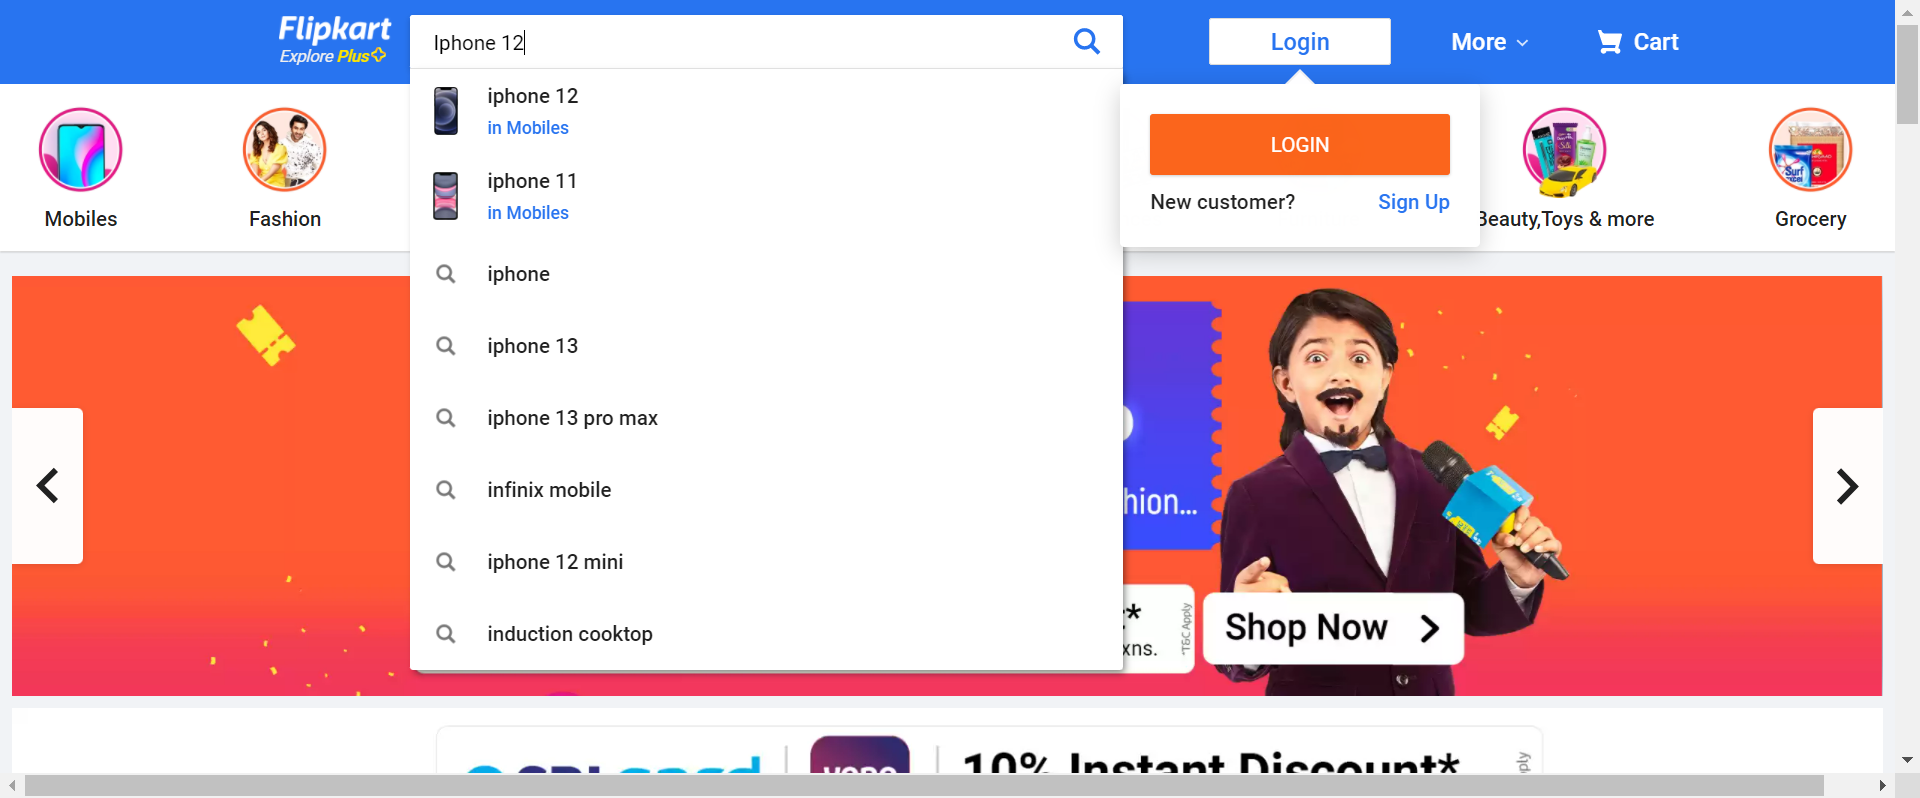 Flipkart
Explore Plus
Iphone 12
Login
More
Cart
iphone 12
in Mobiles
iphone 11
in Mobiles
iphone
iphone 13
iphone 13 pro max
infinix mobile
iphone 12 mini
induction cooktop
LOGIN
New customer?
Sign Up
Mobiles
Fashion
Beauty,Toys & more
Grocery
Surf
excel
hion...
*
xns.
*T&C Apply
Shop Now
10% Instant Discount*